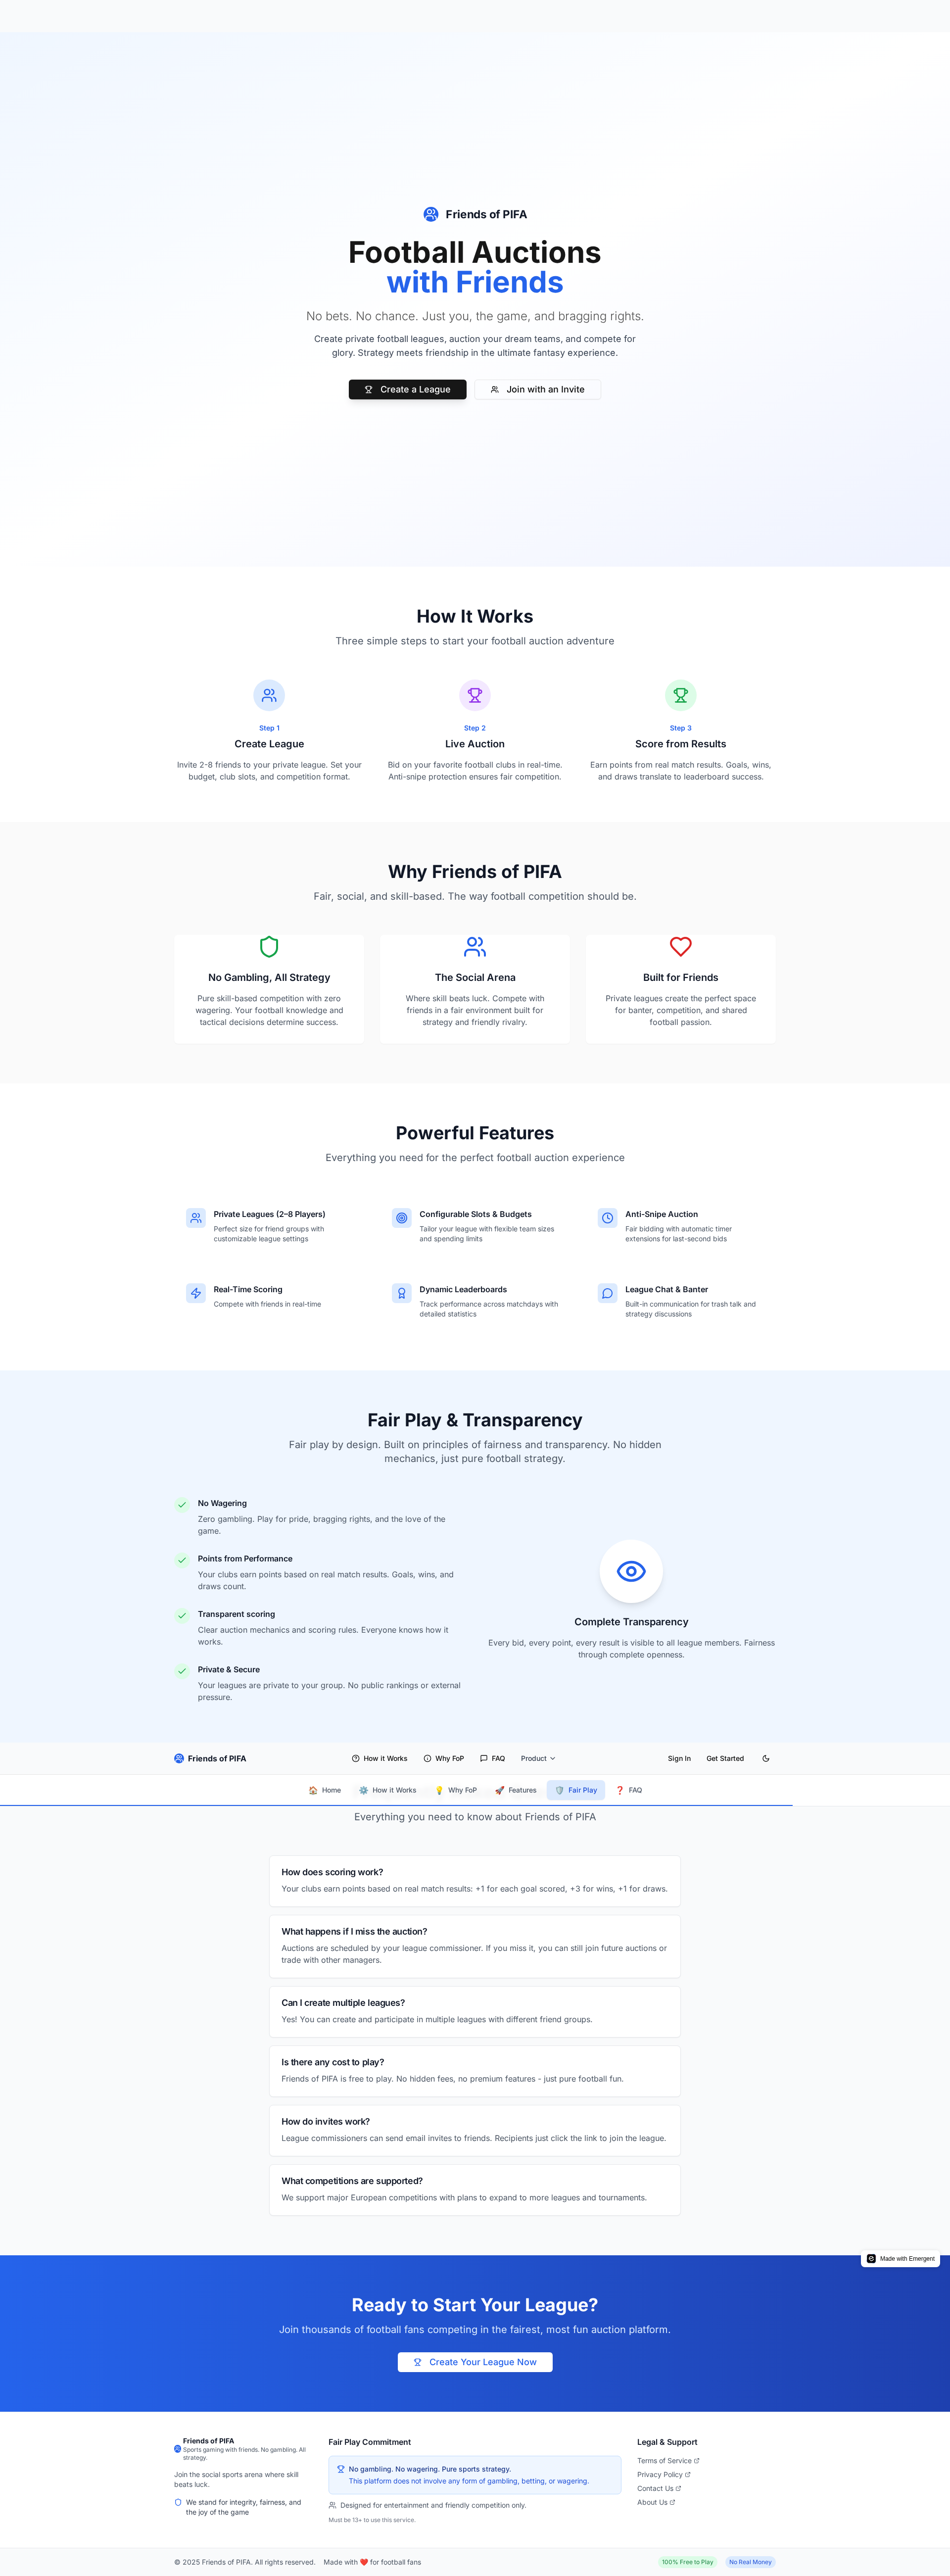 Friends of PIFA
Football Auctions
with Friends
No bets. No chance. Just you, the game, and bragging rights.
Create private football leagues, auction your dream teams, and compete for
glory. Strategy meets friendship in the ultimate fantasy experience.
Create a League
Join with an Invite
How It Works
Three simple steps to start your football auction adventure
Step 1
Create League
Invite 2-8 friends to your private league. Set your
budget, club slots, and competition format.
Step 2
Live Auction
Bid on your favorite football clubs in real-time.
Anti-snipe protection ensures fair competition.
Step 3
Score from Results
Earn points from real match results. Goals, wins,
and draws translate to leaderboard success.
Why Friends of PIFA
Fair, social, and skill-based. The way football competition should be.
No Gambling, All Strategy
Pure skill-based competition with zero
wagering. Your football knowledge and
tactical decisions determine success.
The Social Arena
Where skill beats luck. Compete with
friends in a fair environment built for
strategy and friendly rivalry.
Built for Friends
Private leagues create the perfect space
for banter, competition, and shared
football passion.
Powerful Features
Everything you need for the perfect football auction experience
Private Leagues (2–8 Players)
Perfect size for friend groups with
customizable league settings
Configurable Slots & Budgets
Tailor your league with flexible team sizes
and spending limits
Anti-Snipe Auction
Fair bidding with automatic timer
extensions for last-second bids
Real-Time Scoring
Compete with friends in real-time
Dynamic Leaderboards
Track performance across matchdays with
detailed statistics
League Chat & Banter
Built-in communication for trash talk and
strategy discussions
Fair Play & Transparency
Fair play by design. Built on principles of fairness and transparency. No hidden
mechanics, just pure football strategy.
No Wagering
Zero gambling. Play for pride, bragging rights, and the love of the
game.
Points from Performance
Your clubs earn points based on real match results. Goals, wins, and
draws count.
Transparent scoring
Clear auction mechanics and scoring rules. Everyone knows how it
works.
Private & Secure
Your leagues are private to your group. No public rankings or external
pressure.
Complete Transparency
Every bid, every point, every result is visible to all league members. Fairness
through complete openness.
Friends of PIFA
How it Works
Why FoP
FAQ
Product
Sign In
Get Started
Home
How it Works
Why FoP
Features
Fair Play
FAQ
Everything you need to know about Friends of PIFA
How does scoring work?
Your clubs earn points based on real match results: +1 for each goal scored, +3 for wins, +1 for draws.
What happens if I miss the auction?
Auctions are scheduled by your league commissioner. If you miss it, you can still join future auctions or
trade with other managers.
Can I create multiple leagues?
Yes! You can create and participate in multiple leagues with different friend groups.
Is there any cost to play?
Friends of PIFA is free to play. No hidden fees, no premium features - just pure football fun.
How do invites work?
League commissioners can send email invites to friends. Recipients just click the link to join the league.
What competitions are supported?
We support major European competitions with plans to expand to more leagues and tournaments.
Made with Emergent
Ready to Start Your League?
Join thousands of football fans competing in the fairest, most fun auction platform.
Create Your League Now
Friends of PIFA
Sports gaming with friends. No gambling. All
strategy.
Join the social sports arena where skill
beats luck.
We stand for integrity, fairness, and
the joy of the game
Fair Play Commitment
No gambling. No wagering. Pure sports strategy.
This platform does not involve any form of gambling, betting, or wagering.
Designed for entertainment and friendly competition only.
Must be 13+ to use this service.
Legal & Support
Terms of Service
Privacy Policy
Contact Us
About Us
© 2025 Friends of PIFA. All rights reserved.
Made with ❤️ for football fans
100% Free to Play
No Real Money